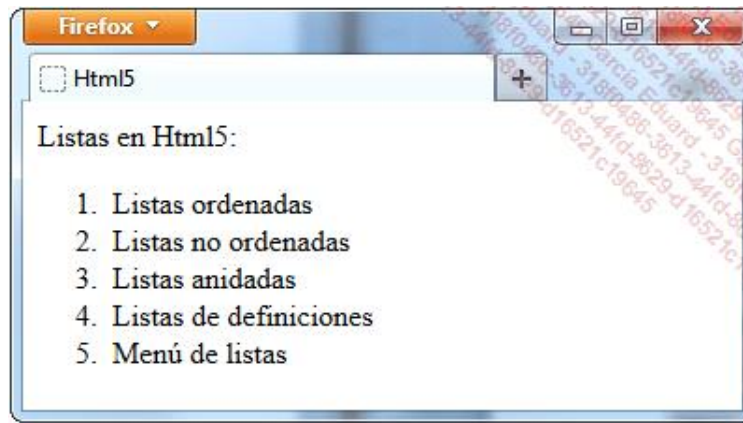 Firefox
Html5
Listas en Html5:
1. Listas ordenadas
2. Listas no ordenadas
3. Listas anidadas
4. Listas de definiciones
5. Menú de listas